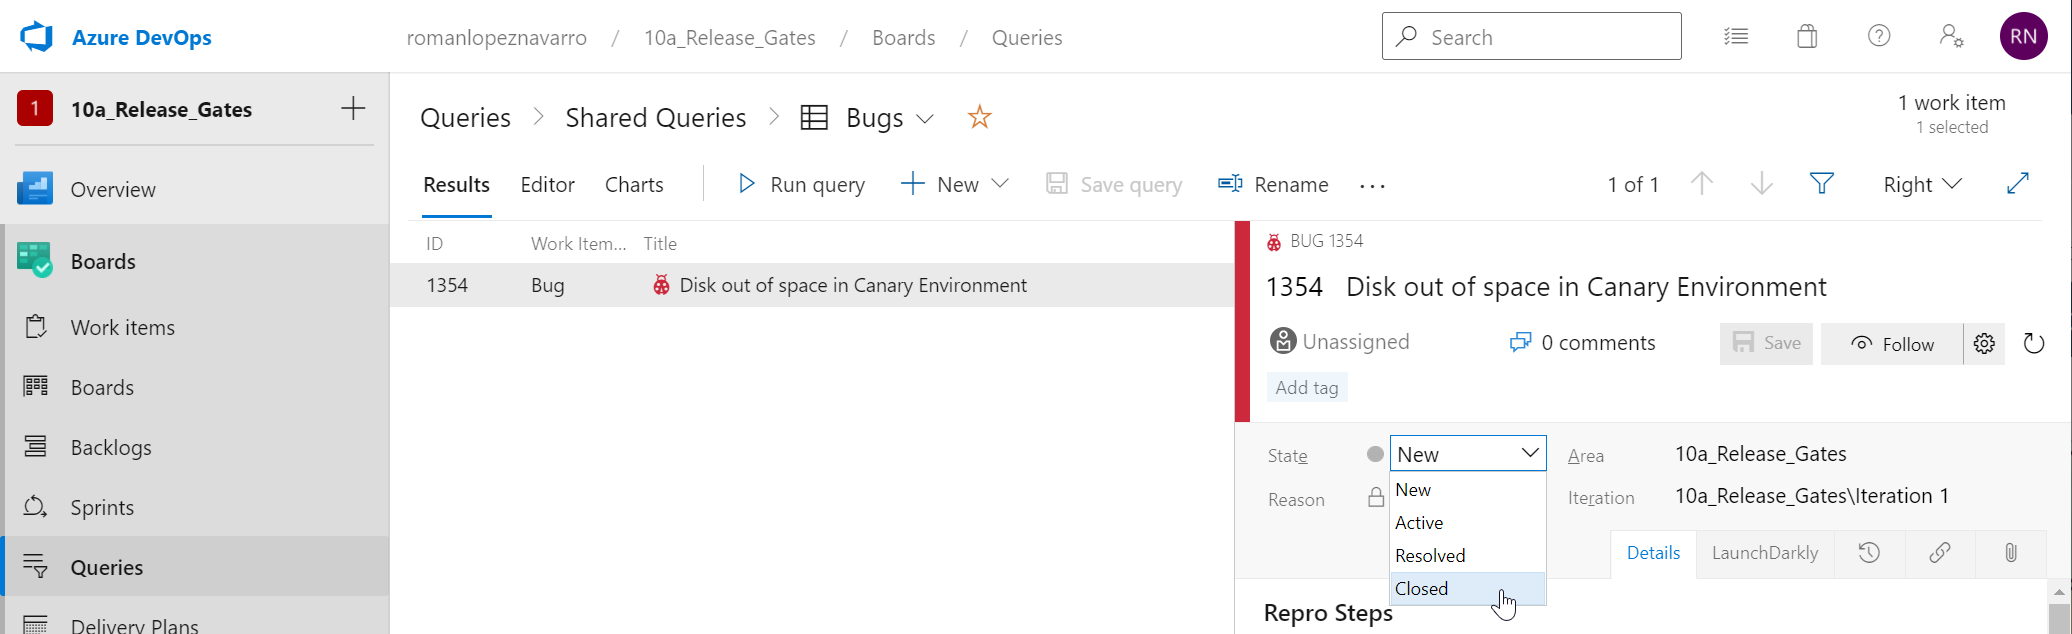 Azure DevOps
romanlopeznavarro / 10a_Release_Gates / Boards / Queries
Search
RN
1 10a_Release_Gates
Overview
Boards
Work items
Boards
Backlogs
Sprints
Queries
Delivery Plans
Queries > Shared Queries > Bugs
1 work item
1 selected
Results Editor Charts Run query New Save query Rename ... 1 of 1 Right
ID Work Item... Title
1354 Bug Disk out of space in Canary Environment
BUG 1354
1354 Disk out of space in Canary Environment
Unassigned 0 comments Save Follow
Add tag
State New Area 10a_Release_Gates
Reason Iteration 10a_Release_Gates\Iteration 1
New
Active
Resolved
Closed
Details LaunchDarkly
Repro Steps